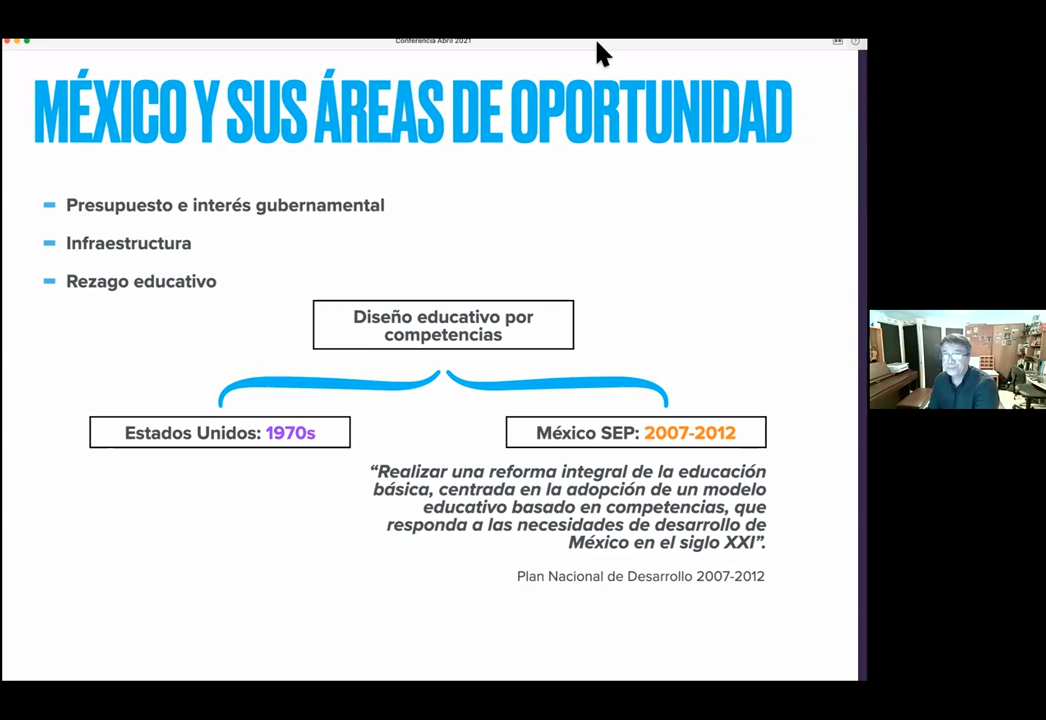 Conferencia Abril 2021
MÉXICO Y SUS ÁREAS DE OPORTUNIDAD
Presupuesto e interés gubernamental
Infraestructura
Rezago educativo
Diseño educativo por
competencias
Estados Unidos: 1970s
México SEP: 2007-2012
“Realizar una reforma integral de la educación
básica, centrada en la adopción de un modelo
educativo basado en competencias, que
responda a las necesidades de desarrollo de
México en el siglo XXI”.
Plan Nacional de Desarrollo 2007-2012